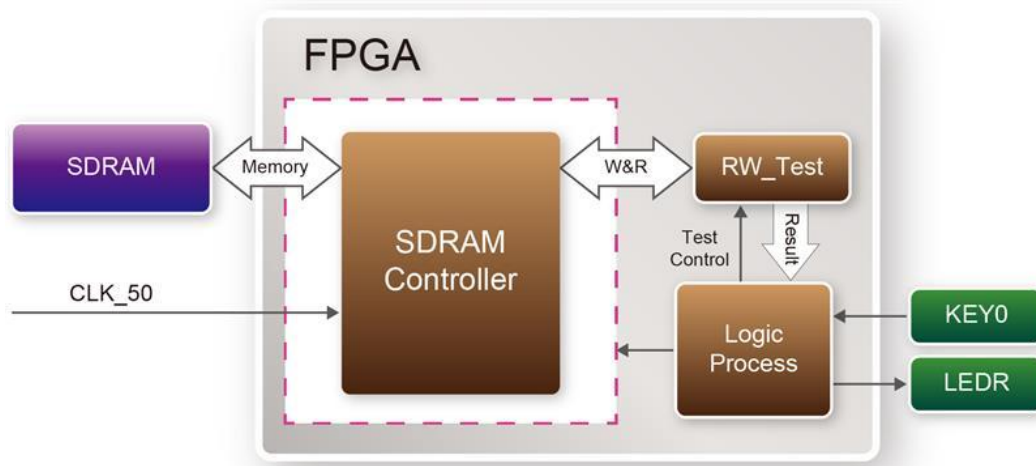 FPGA
SDRAM
Memory
SDRAM
Controller
W&R
RW_Test
Test
Control
Result
CLK_50
Logic
Process
KEY0
LEDR